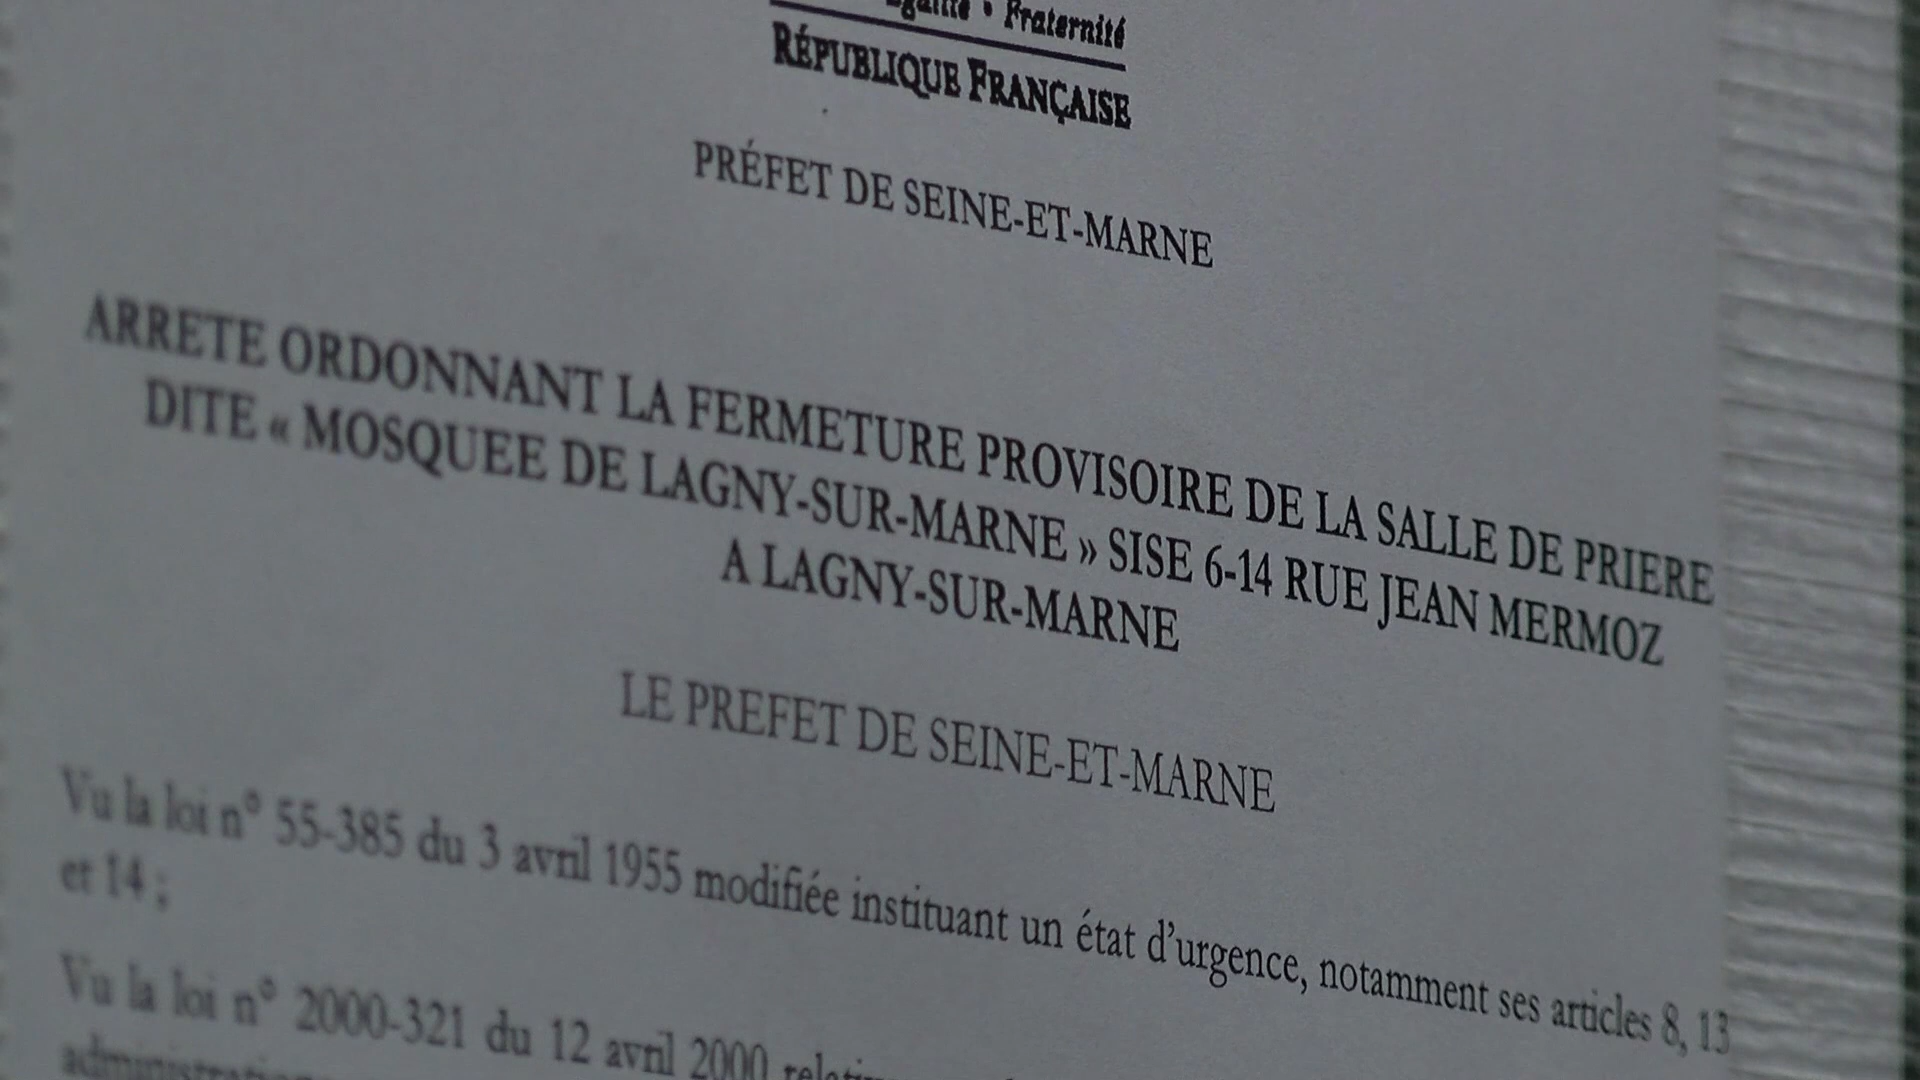 Egalité • Fraternité
RÉPUBLIQUE FRANÇAISE
PRÉFET DE SEINE-ET-MARNE
ARRETE ORDONNANT LA FERMETURE PROVISOIRE DE LA SALLE DE PRIERE
DITE « MOSQUEE DE LAGNY-SUR-MARNE » SISE 6-14 RUE JEAN MERMOZ
A LAGNY-SUR-MARNE
LE PREFET DE SEINE-ET-MARNE
Vu la loi n° 55-385 du 3 avril 1955 modifiée instituant un état d'urgence, notamment ses articles 8, 13
et 14 ;
Vu la loi n° 2000-321 du 12 avril 2000